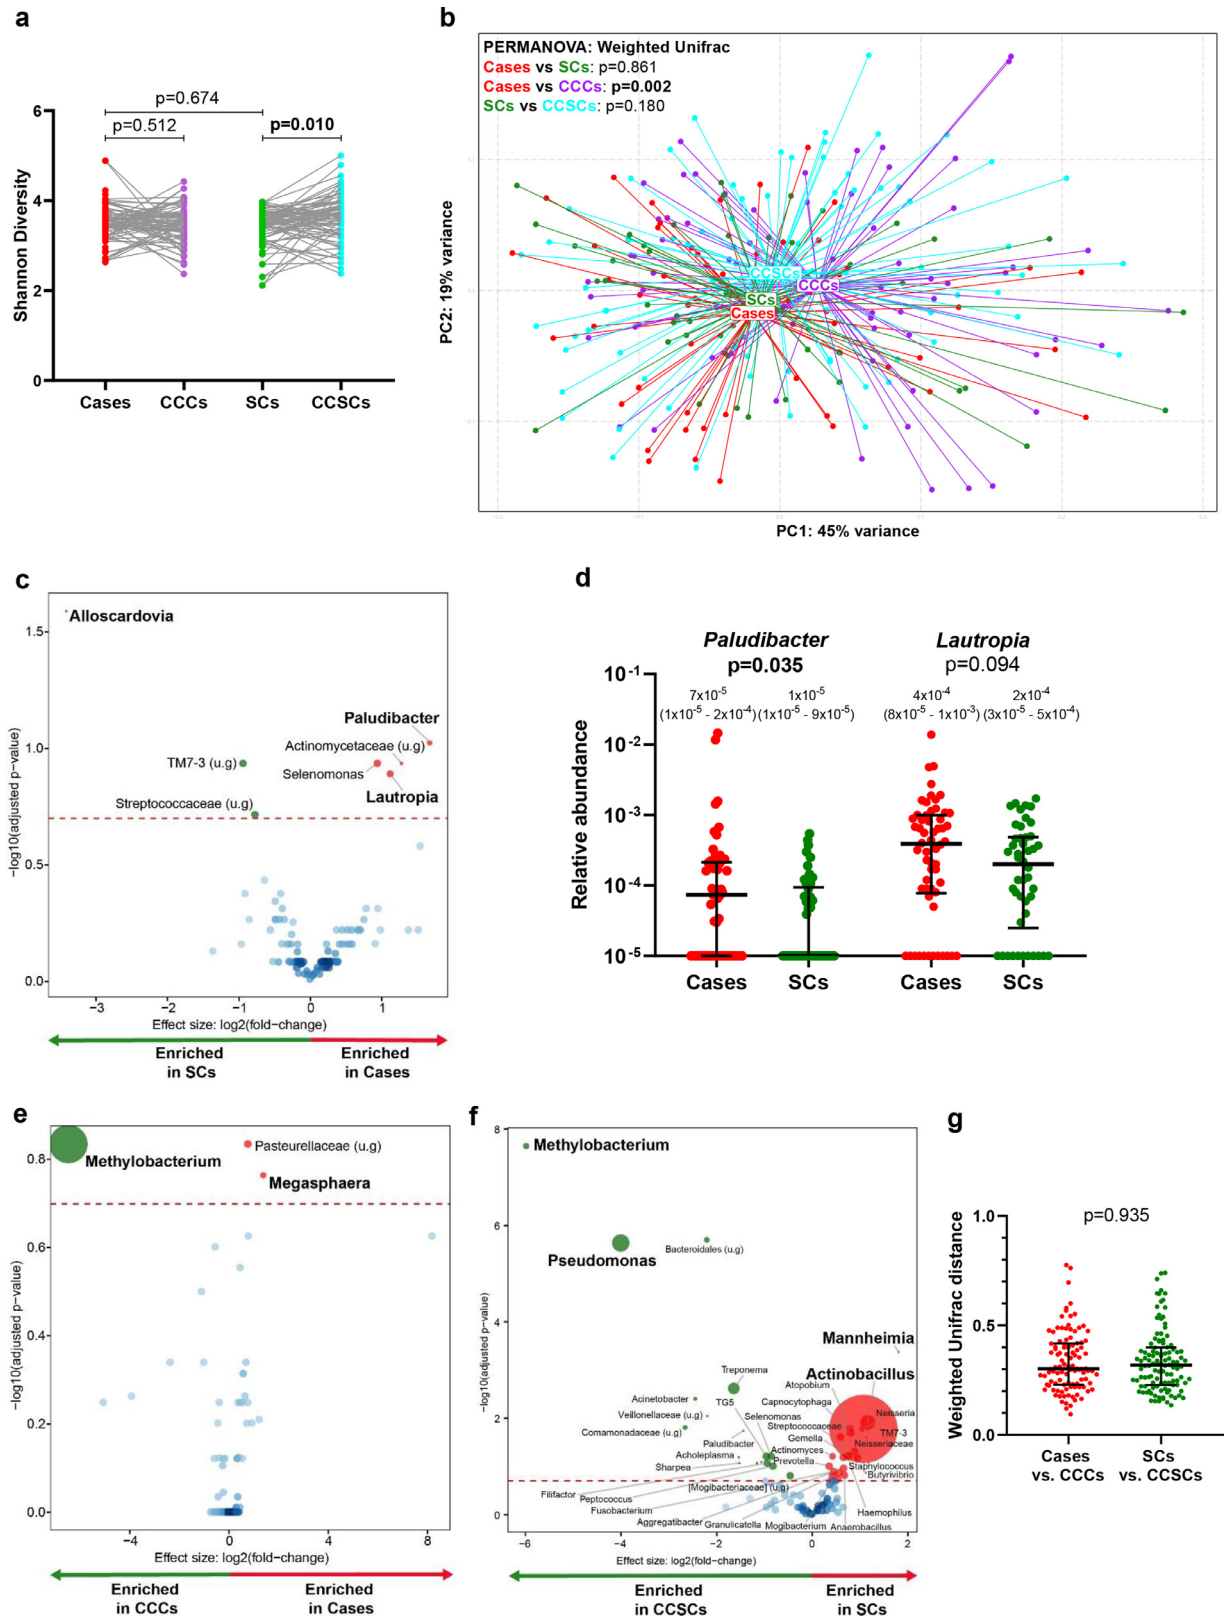 a
p=0.674
p=0.512
p=0.010
6
4
2
0
Shannon Diversity
Cases
CCCs
SCs
CCSCs
b
PERMANOVA: Weighted Unifrac
Cases vs SCs: p=0.861
Cases vs CCCs: p=0.002
SCs vs CCSCs: p=0.180
CCSCs
CCCs
SCs
Cases
PC2: 19% variance
PC1: 45% variance
c
Alloscardovia
Paludibacter
Actinomycetaceae (u.g)
TM7-3 (u.g)
Selenomonas
Lautropia
Streptococcaceae (u.g)
1.5
1.0
0.5
0.0
−log10(adjusted p−value)
−3
−2
−1
0
1
Effect size: log2(fold−change)
Enriched
in SCs
Enriched
in Cases
d
Paludibacter
p=0.035
Lautropia
p=0.094
7x10-5
(1x10-5 - 2x10-4)
1x10-5
(1x10-5 - 9x10-5)
4x10-4
(8x10-5 - 1x10-3)
2x10-4
(3x10-5 - 5x10-4)
10-1
10-2
10-3
10-4
10-5
Relative abundance
Cases
SCs
Cases
SCs
e
Methylobacterium
Pasteurellaceae (u.g)
Megasphaera
0.8
0.6
0.4
0.2
0.0
−log10(adjusted p−value)
−4
0
4
8
Effect size: log2(fold−change)
Enriched
in CCCs
Enriched
in Cases
f
Methylobacterium
Pseudomonas
Bacteroidales (u.g)
Mannheimia
Actinobacillus
Treponema
Atopobium
Acinetobacter
TG5
Capnocytophaga
Veillonellaceae (u.g)
Selenomonas
Neisseria
Comamonadaceae (u.g)
Streptococcaceae
TM7-3
Paludibacter
Gemella
Neisseriaceae
Acholeplasma
Actinomyces
Sharpea
Prevotella
Staphylococcus
Butyrivibrio
[Mogibacteriaceae] (u.g)
Filifactor
Peptococcus
Fusobacterium
Haemophilus
Aggregatibacter
Granulicatella
Mogibacterium
Anaerobacillus
8
6
4
2
0
−log10(adjusted p−value)
−6
−4
−2
0
2
Effect size: log2(fold−change)
Enriched
in CCSCs
Enriched
in SCs
g
p=0.935
1.0
0.5
0.0
Weighted Unifrac distance
Cases
vs. CCCs
SCs
vs. CCSCs